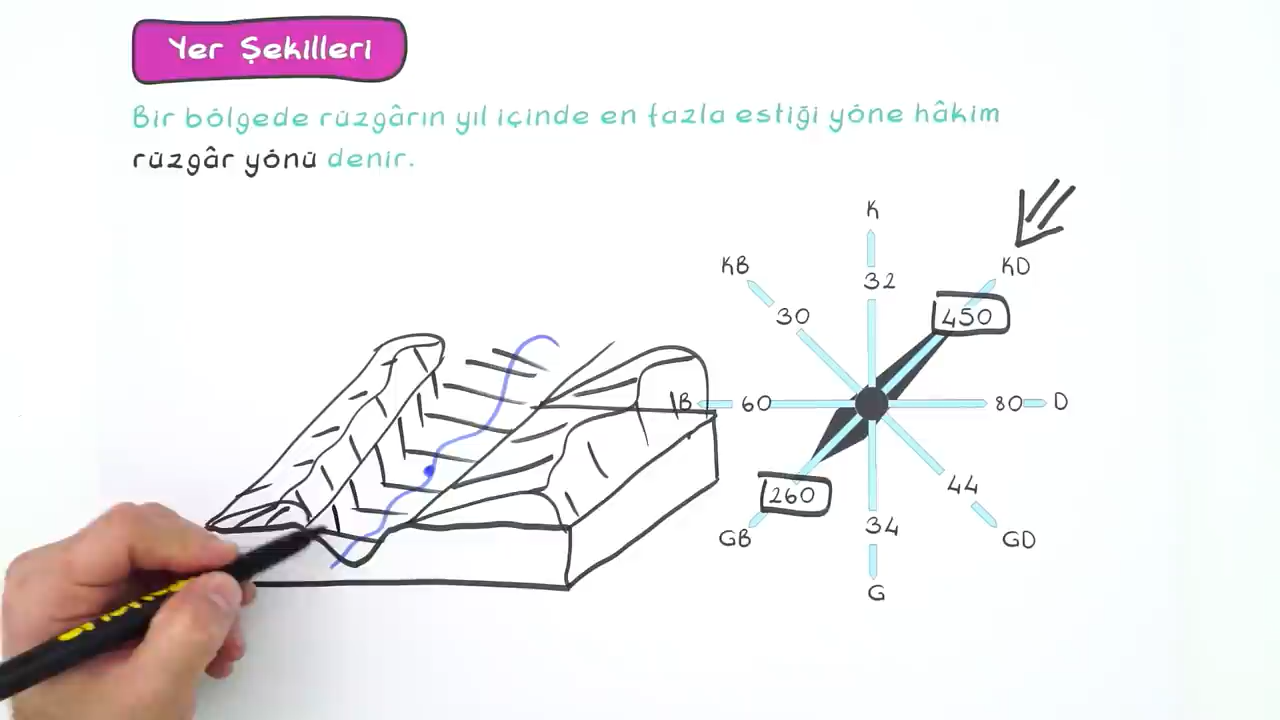 Yer Şekilleri
Bir bölgede rüzgârın yıl içinde en fazla estiği yöne hâkim
rüzgâr yönü denir.
K
KB
KD
32
30
450
B
60
80
D
260
44
34
GB
GD
G